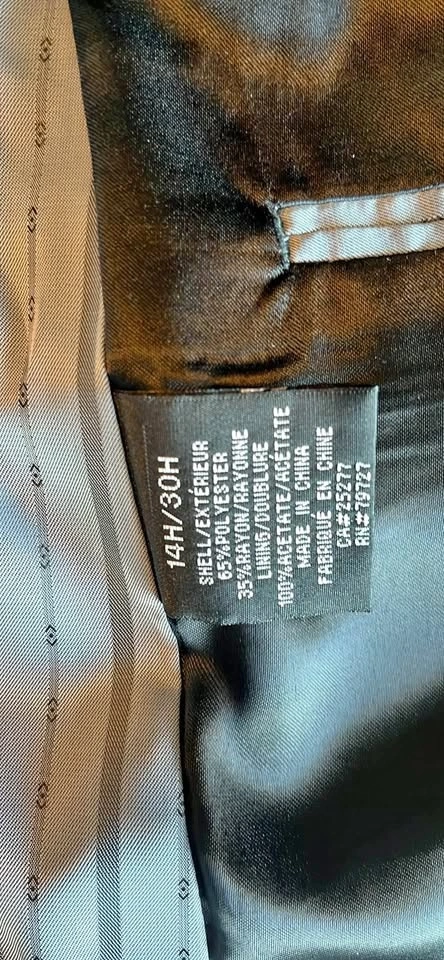 14H/30H
SHELL/EXTÉRIEUR
65%POLYESTER
35%RAYON/RAYONNE
LINING/DOUBLURE
100%ACETATE/ACÉTATE
MADE IN CHINA
FABRIQUÉ EN CHINE
CA#25277
RN#79727